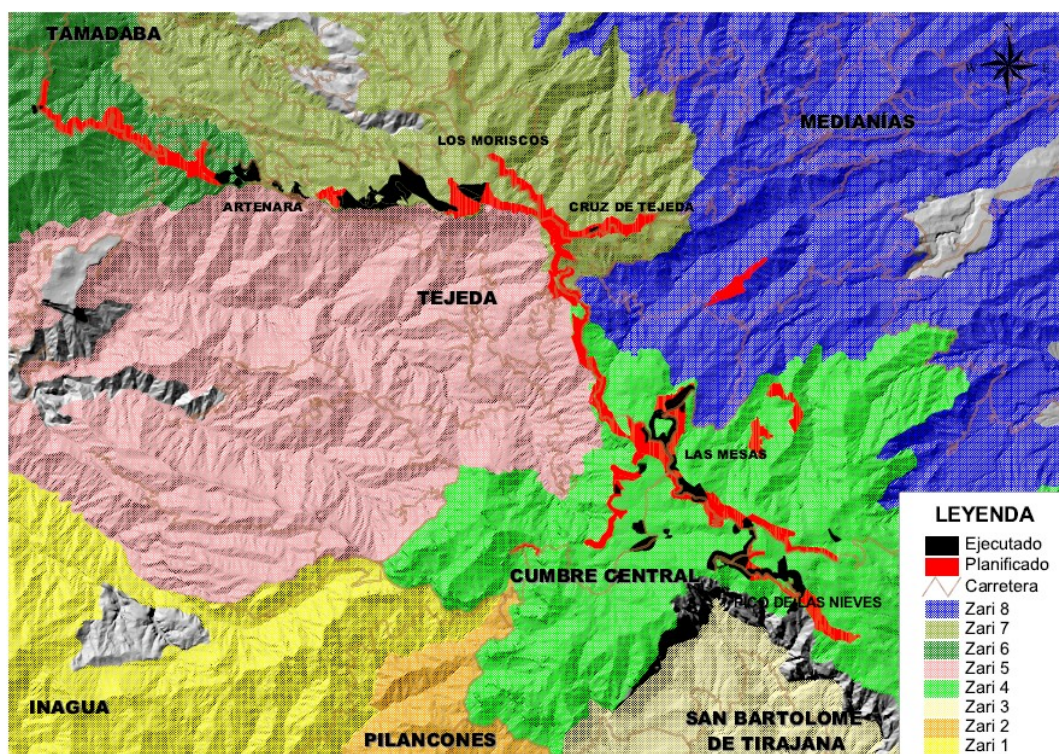 TAMADABA
MEDIANÍAS
LOS MORISCOS
ARTENARA
CRUZ DE TEJEDA
TEJEDA
LAS MESAS
CUMBRE CENTRAL
PICO DE LAS NIEVES
INAGUA
PILANCONES
SAN BARTOLOME
DE TIRAJANA
LEYENDA
Ejecutado
Planificado
Carretera
Zari 8
Zari 7
Zari 6
Zari 5
Zari 4
Zari 3
Zari 2
Zari 1